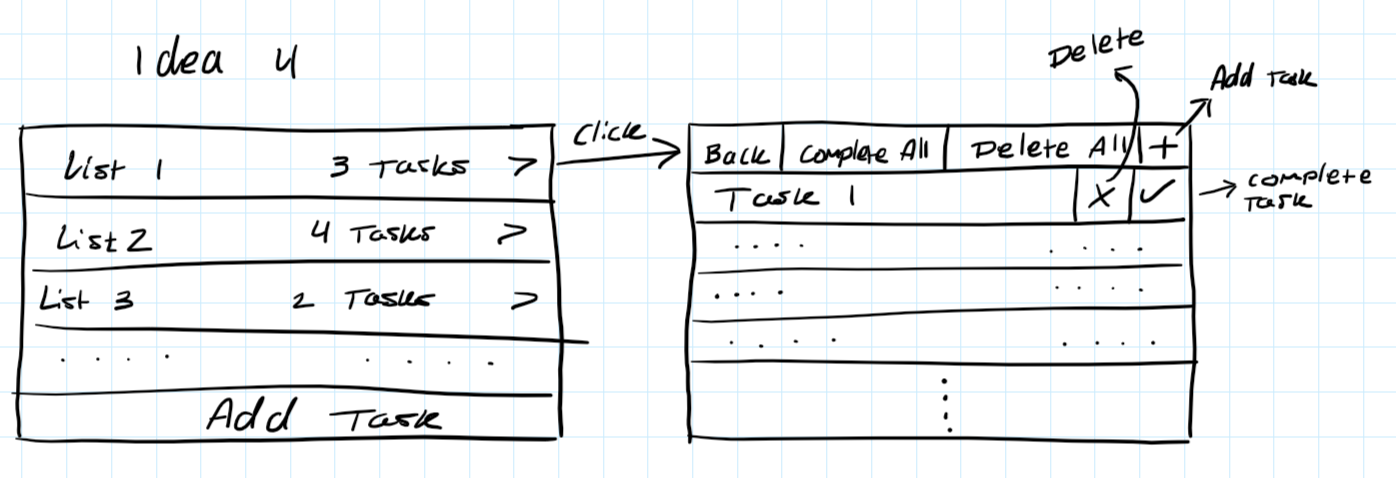 Idea 4
List 1 3 Tasks >
List 2 4 Tasks >
List 3 2 Tasks >
. . . . . . . .
Add Task
Click
Delete
Add Task
Back Complete All Delete All +
Task 1 X ✓
Complete
Task
. . . . . . . .
. . . . . . . .
. . . . . . . .